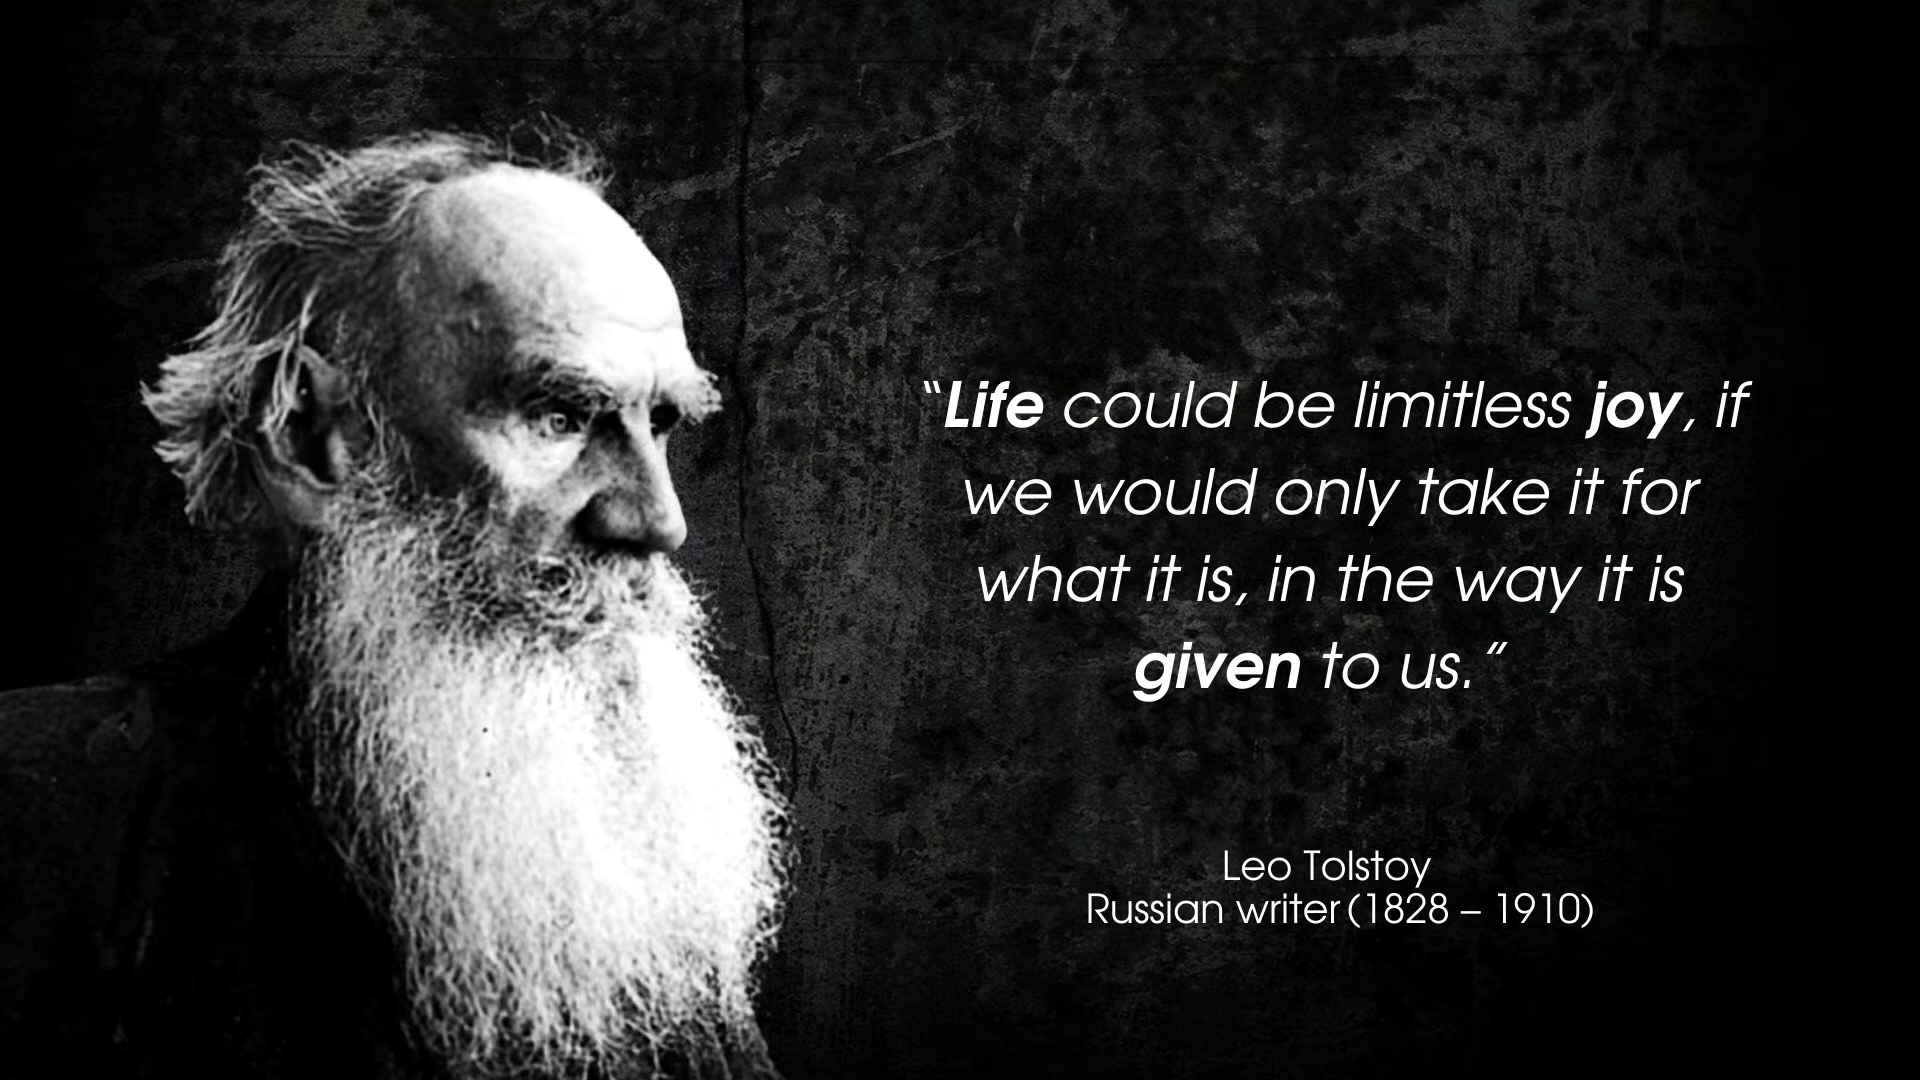 “Life could be limitless joy, if
we would only take it for
what it is, in the way it is
given to us.”
Leo Tolstoy
Russian writer (1828 – 1910)